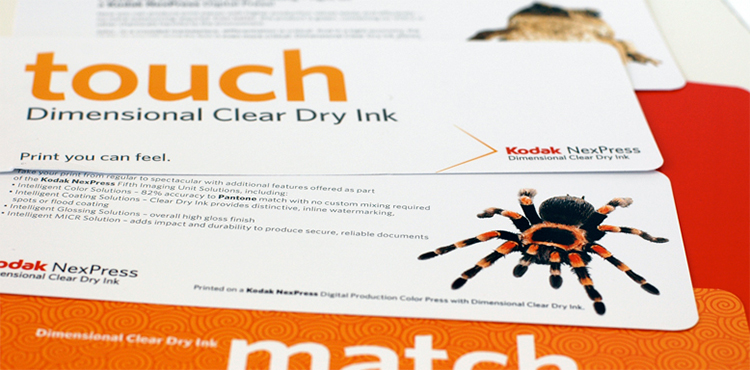 Kodak NexPress Digital
touch
Dimensional Clear Dry Ink
Print you can feel.
Kodak NexPress
Dimensional Clear Dry Ink
Take your print from regular to spectacular with additional features offered as part
of the Kodak NexPress Fifth Imaging Unit Solutions, including:
• Intelligent Color Solutions – 82% accuracy to Pantone match with no custom mixing required
• Intelligent Coating Solutions – Clear Dry Ink provides distinctive, inline watermarking,
spots or flood coating
Intelligent Glossing Solutions – overall high gloss finish
Intelligent MICR Solution – adds impact and durability to produce secure, reliable documents
odak NexPress
mensional Clear Dry Ink
Printed on a Kodak NexPress Digital Production Color Press with Dimensional Clear Dry Ink.
Dimensional Clear Dry Ink
match